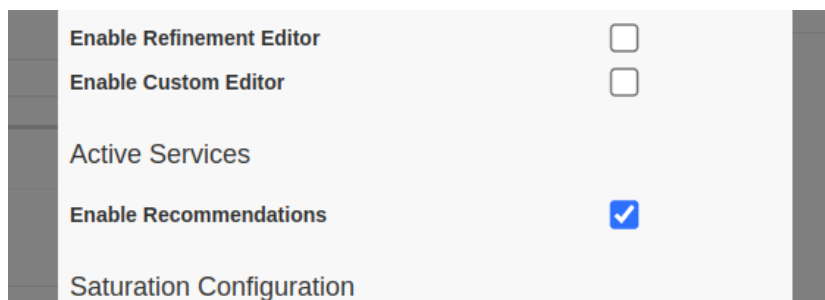 Enable Refinement Editor
Enable Custom Editor
Active Services
Enable Recommendations
Saturation Configuration